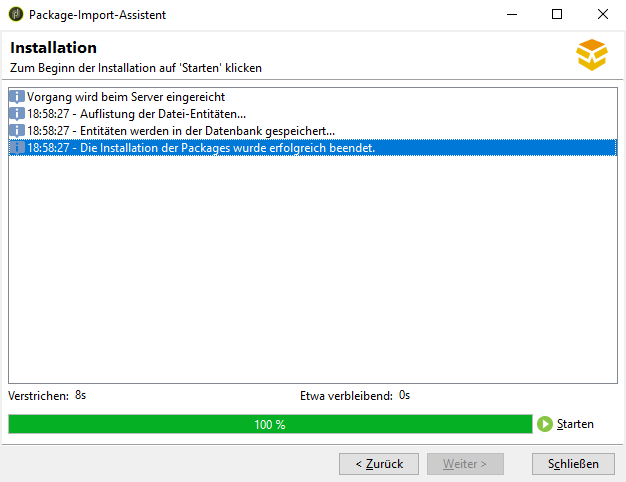 Package-Import-Assistent
Installation
Zum Beginn der Installation auf 'Starten' klicken
Vorgang wird beim Server eingereicht
18:58:27 - Auflistung der Datei-Entitäten...
18:58:27 - Entitäten werden in der Datenbank gespeichert...
18:58:27 - Die Installation der Packages wurde erfolgreich beendet.
Verstrichen: 8s Etwa verbleibend: 0s
100 % Starten
< Zurück Weiter > Schließen